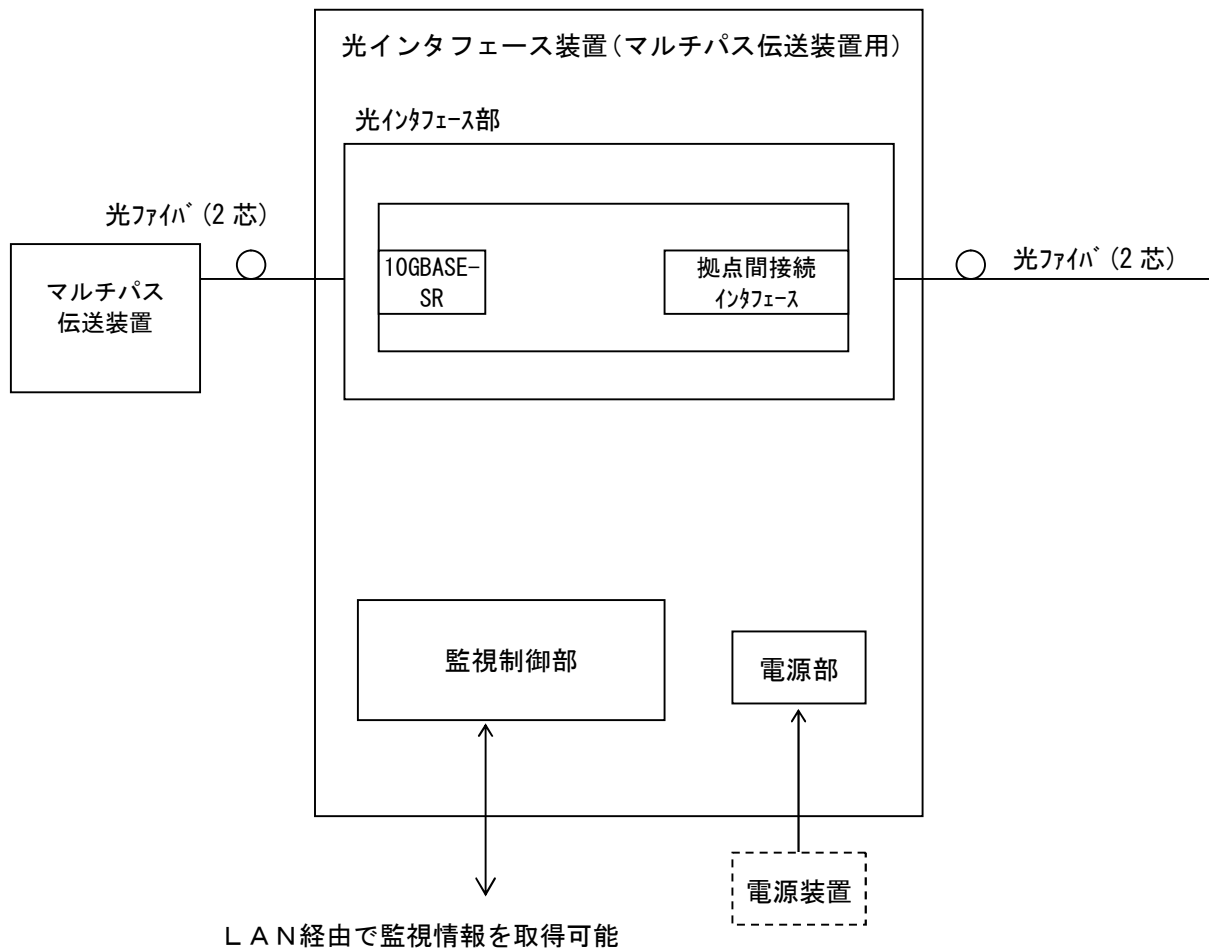 光インタフェース装置(マルチパス伝送装置用)
光ｲﾝﾀﾌｪｰｽ部
光ﾌｧｲﾊﾞ(2 芯)
マルチパス
伝送装置
10GBASE-
SR
拠点間接続
ｲﾝﾀﾌｪｰｽ
光ﾌｧｲﾊﾞ(2 芯)
監視制御部
電源部
電源装置
ＬＡＮ経由で監視情報を取得可能